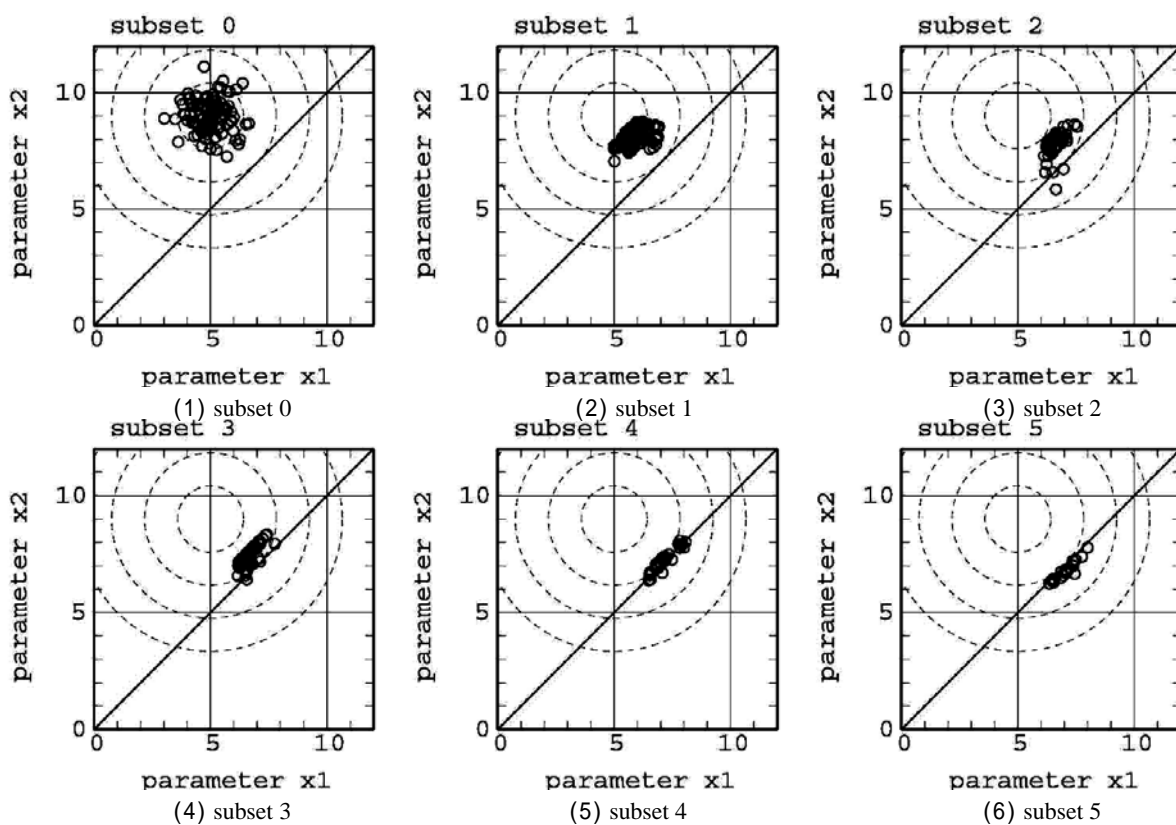 subset 0
parameter x2
10
5
0
0 5 10
parameter x1
(1) subset 0
subset 1
parameter x2
10
5
0
0 5 10
parameter x1
(2) subset 1
subset 2
parameter x2
10
5
0
0 5 10
parameter x1
(3) subset 2
subset 3
parameter x2
10
5
0
0 5 10
parameter x1
(4) subset 3
subset 4
parameter x2
10
5
0
0 5 10
parameter x1
(5) subset 4
subset 5
parameter x2
10
5
0
0 5 10
parameter x1
(6) subset 5